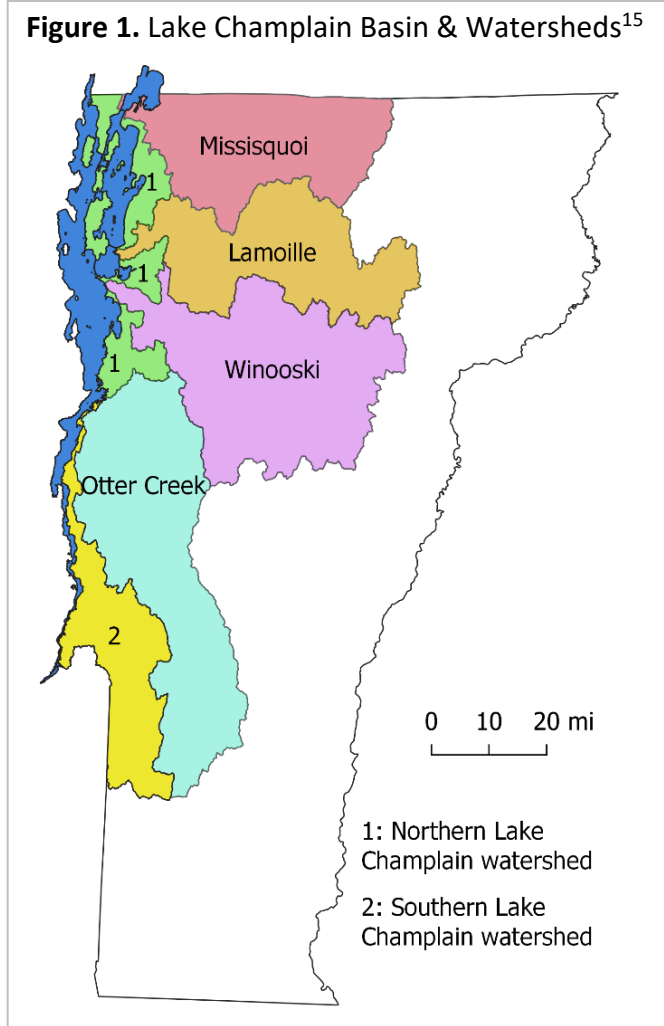 Figure 1. Lake Champlain Basin & Watersheds15
Missisquoi
1
Lamoille
1
Winooski
1
Otter Creek
2
0 10 20 mi
1: Northern Lake
Champlain watershed
2: Southern Lake
Champlain watershed